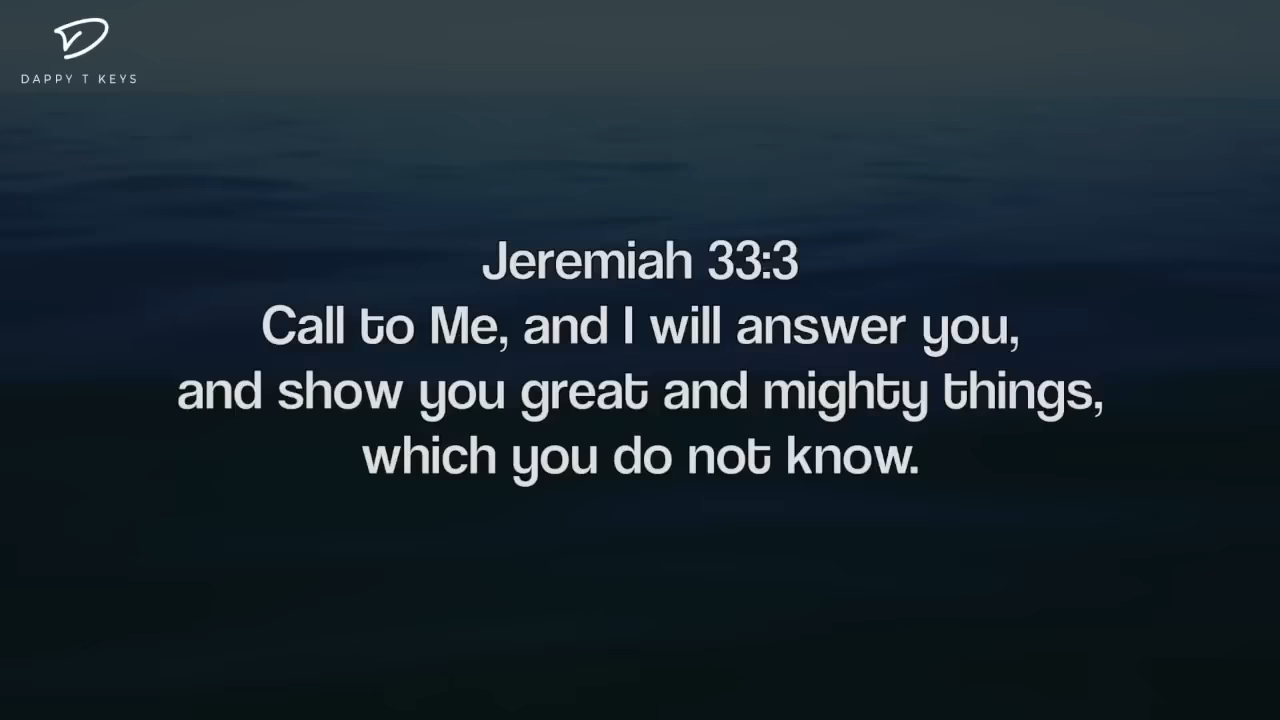 DAPPY T KEYS
Jeremiah 33:3
Call to Me, and I will answer you,
and show you great and mighty things,
which you do not know.